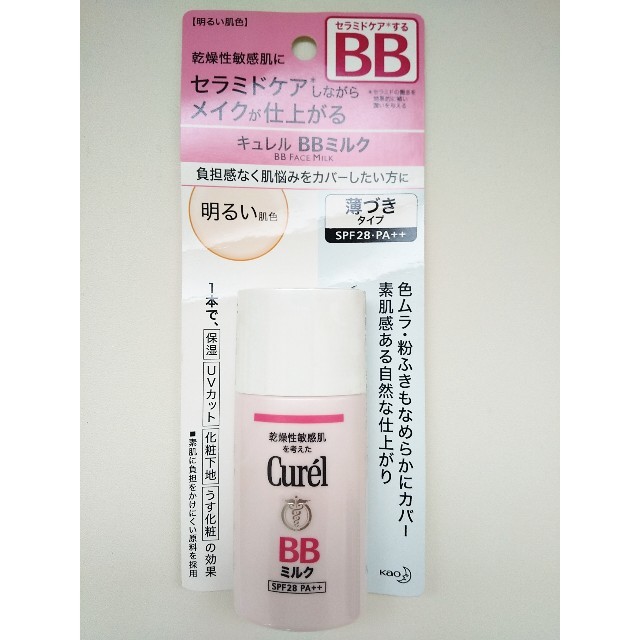 【明るい肌色】
セラミドケア*する
BB
乾燥性敏感肌に
セラミドケア*しながら
メイクが仕上がる
*セラミドの働きを
効果的に補い
潤いを与える
キュレル BBミルク
BB FACE MILK
負担感なく肌悩みをカバーしたい方に
明るい肌色
薄づき
タイプ
SPF28・PA++
色ムラ・粉ふきもなめらかにカバー
素肌感ある自然な仕上がり
1本で、保湿 UVカット 化粧下地 うす化粧 の効果
■素肌に負担をかけにくい原料を採用
乾燥性敏感肌
を考えた
Curél
BB
ミルク
SPF28 PA++
Kao